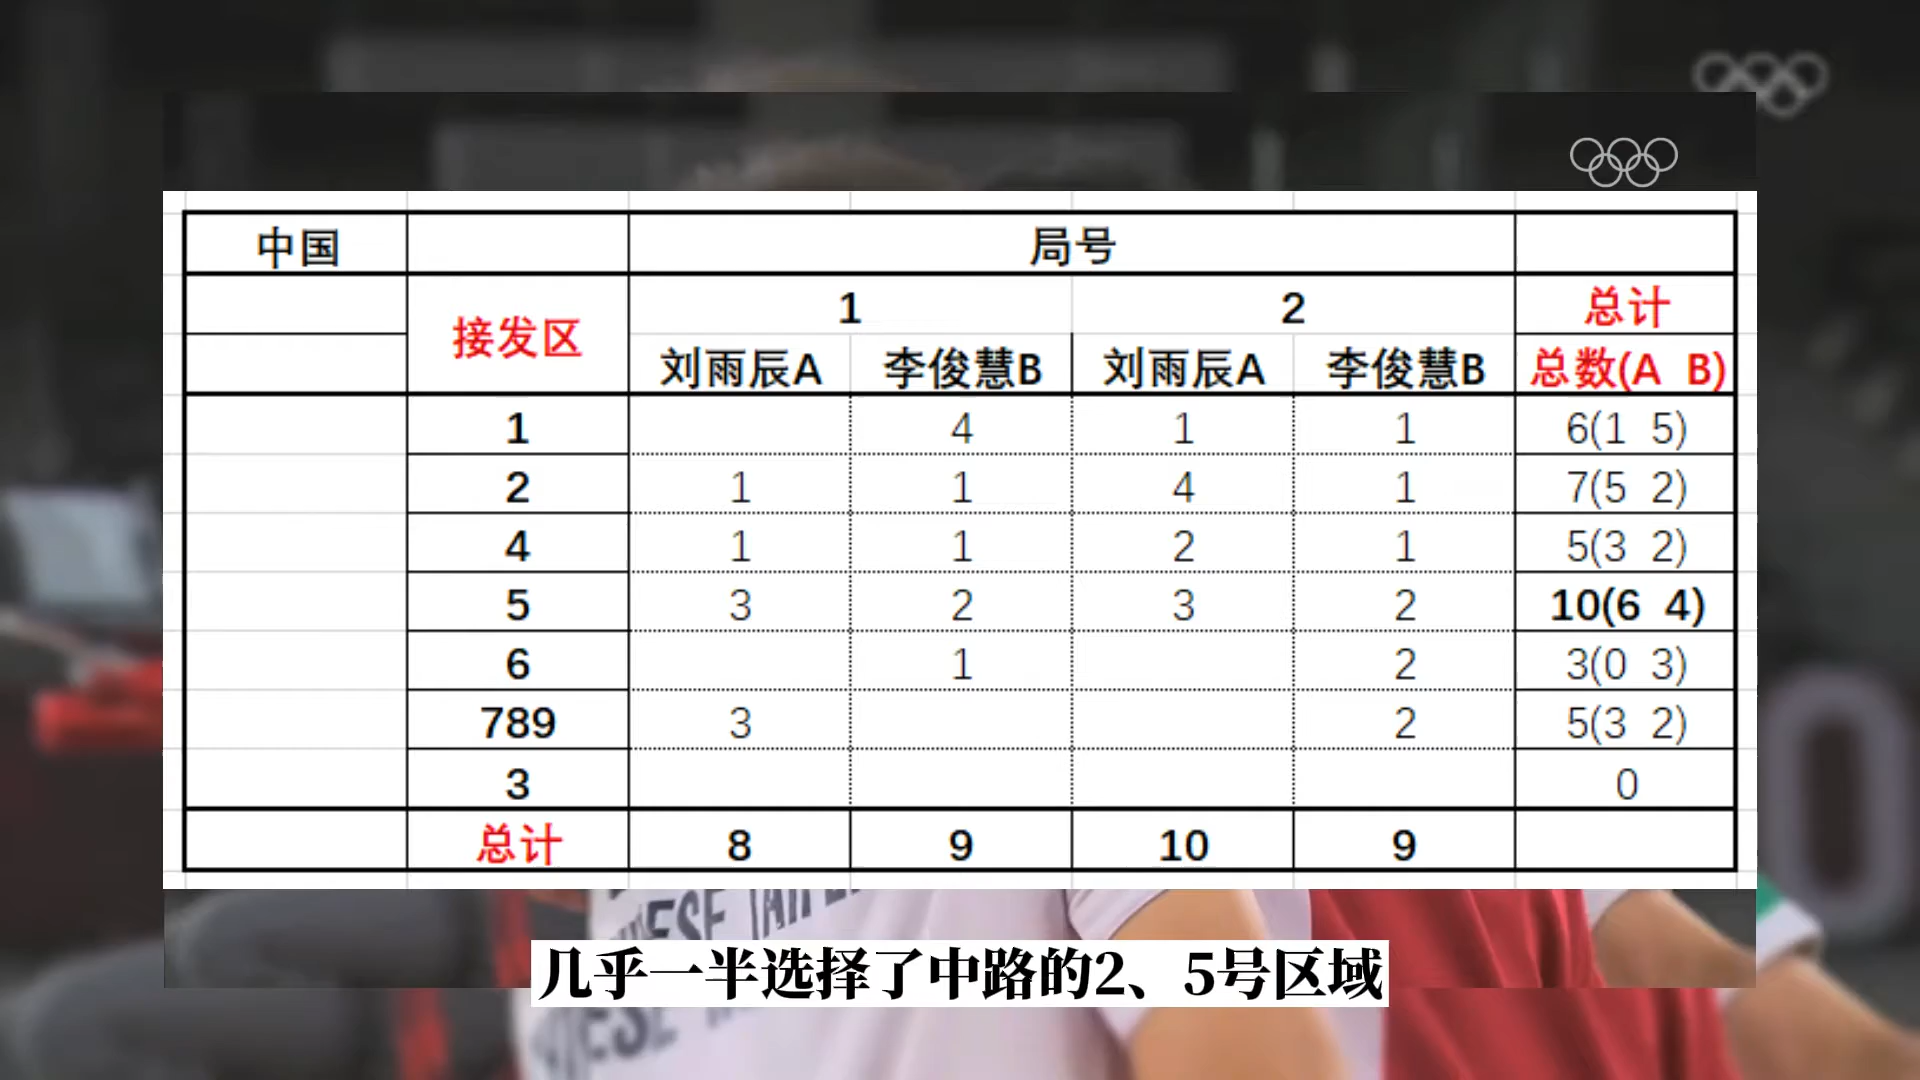 中国 局号
接发区 1 2 总计
刘雨辰A 李俊慧B 刘雨辰A 李俊慧B 总数(A B)
1 4 1 1 6(1 5)
2 1 1 4 1 7(5 2)
4 1 1 2 1 5(3 2)
5 3 2 3 2 10(6 4)
6 1 2 3(0 3)
789 3 2 5(3 2)
3 0
总计 8 9 10 9
几乎一半选择了中路的2、5号区域